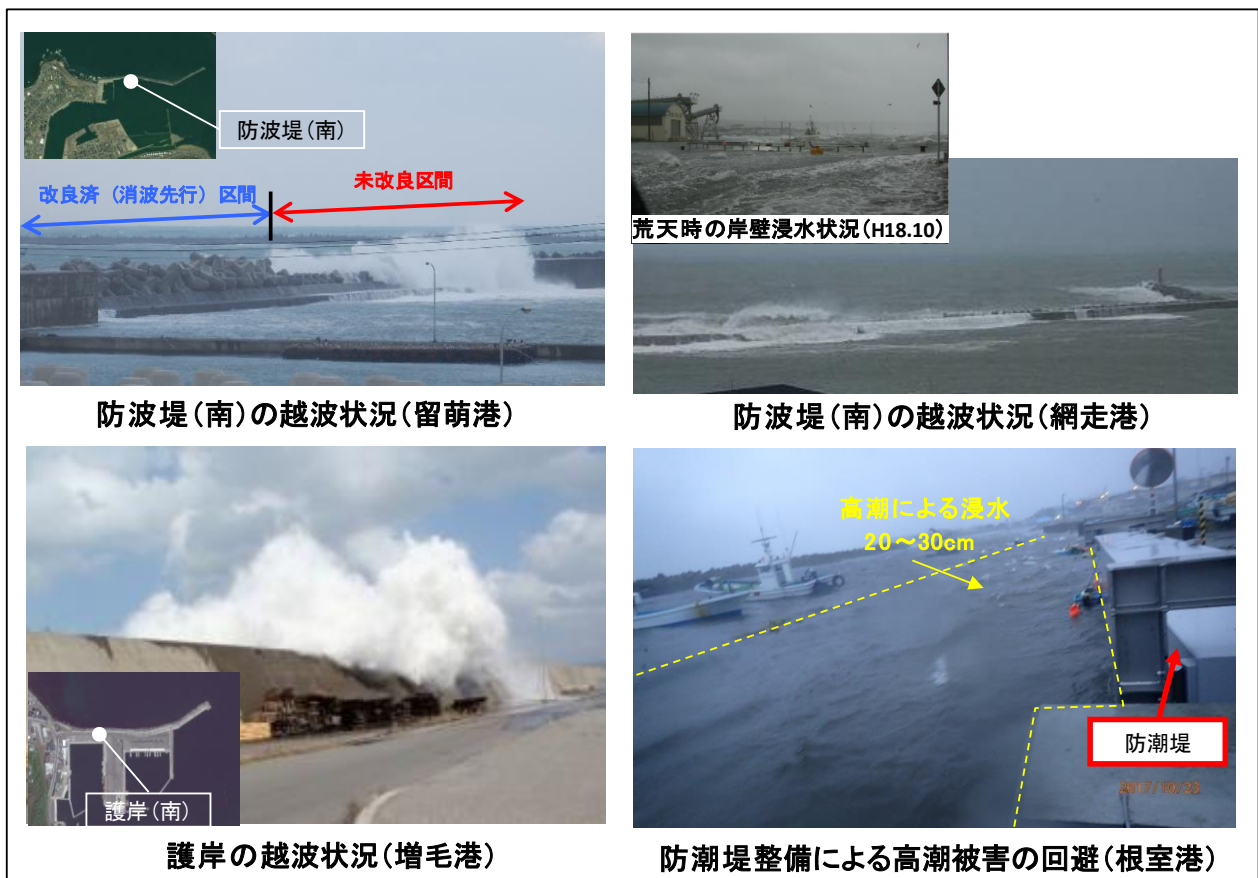 防波堤(南)
改良済(消波先行)区間
未改良区間
防波堤(南)の越波状況(留萌港)
荒天時の岸壁浸水状況(H18.10)
防波堤(南)の越波状況(網走港)
護岸(南)
護岸の越波状況(増毛港)
高潮による浸水
20~30cm
防潮堤
2017/10/23
防潮堤整備による高潮被害の回避(根室港)